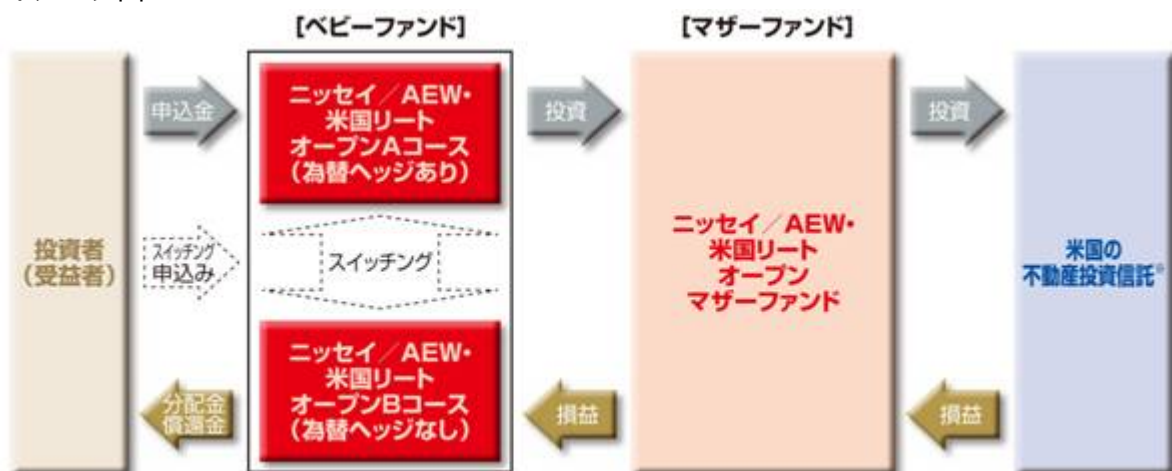 ［ベビーファンド］
［マザーファンド］
投資者
（受益者）
申込金
スイッチング
申込み
分配金
償還金
ニッセイ／AEW・
米国リート
オープンAコース
（為替ヘッジあり）
スイッチング
ニッセイ／AEW・
米国リート
オープンBコース
（為替ヘッジなし）
投資
損益
ニッセイ／AEW・
米国リート
オープン
マザーファンド
投資
損益
米国の
不動産投資信託※